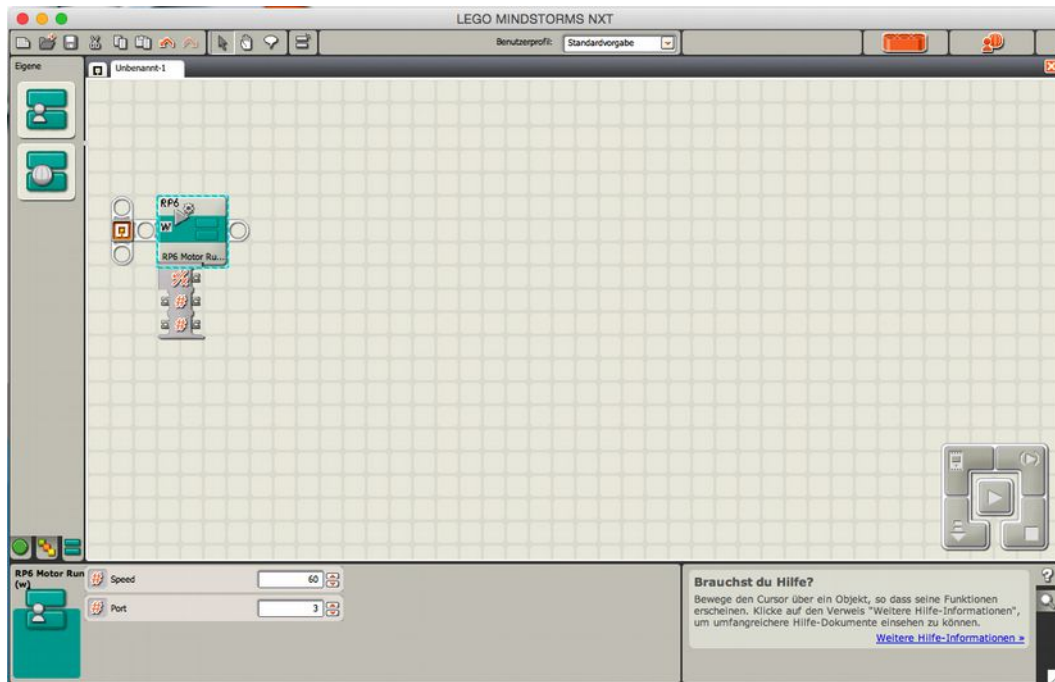 LEGO MINDSTORMS NXT
Benutzerprofil: Standardvorgabe
Eigene
Unbenannt-1
RP6
W
RP6 Motor Ru...
RP6 Motor Run
(w)
Speed 60
Port 3
Brauchst du Hilfe?
Bewege den Cursor über ein Objekt, so dass seine Funktionen
erscheinen. Klicke auf den Verweis "Weitere Hilfe-Informationen",
um umfangreichere Hilfe-Dokumente einsehen zu können.
Weitere Hilfe-Informationen »